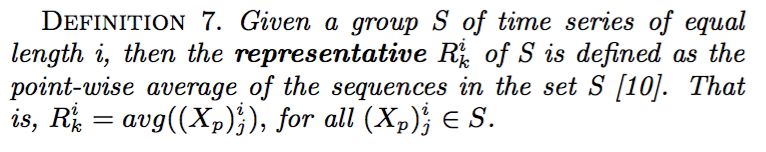 DEFINITION 7. Given a group S of time series of equal
length i, then the representative R_k^i of S is defined as the
point-wise average of the sequences in the set S [10]. That
is, R_k^i = avg((X_p)_j^i), for all (X_p)_j^i ∈ S.